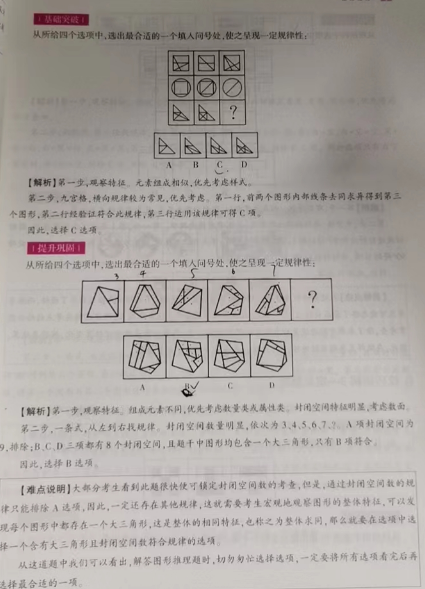 基础突破
从所给四个选项中,选出最合适的一个填入问号处,使之呈现一定规律性:
?
A B C D
【解析】第一步,观察特征。元素组成相似,优先考虑样式。
第二步,九宫格,横向规律较为常见,优先考虑。第一行,前两个图形内部线条去同求异得到第三
个图形,第二行经验证符合此规律,第三行运用该规律可得C项。
因此,选择C选项。
提升巩固
从所给四个选项中,选出最合适的一个填入问号处,使之呈现一定规律性:
3 4 5 6 7
?
A B C D
【解析】第一步,观察特征。组成元素不同,优先考虑数量类或属性类。封闭空间特征明显,考虑数面。
第二步,一条式,从左到右找规律。封闭空间数量明显,依次为3、4、5、6、7、?。A项封闭空间为
9,排除;B、C、D三项都有8个封闭空间,且题干中图形均包含一个大三角形,只有B项符合。
因此,选择B选项。
【难点说明】大部分考生看到此题很快便可锁定封闭空间数的考查,但是,通过封闭空间数的规
律只能排除A选项,因此,一定还存在其他规律,这就需要考生宏观地观察图形的整体特征,可以发
现每个图形中都存在一个大三角形,这是整体的相同特征,也称之为整体求同,那么就要在选项中选
择一个含有大三角形且封闭空间数符合规律的选项。
从这道题中我们可以看出,解答图形推理题时,切勿匆忙选择选项,一定要将所有选项看完后再
选择最合适的一项。